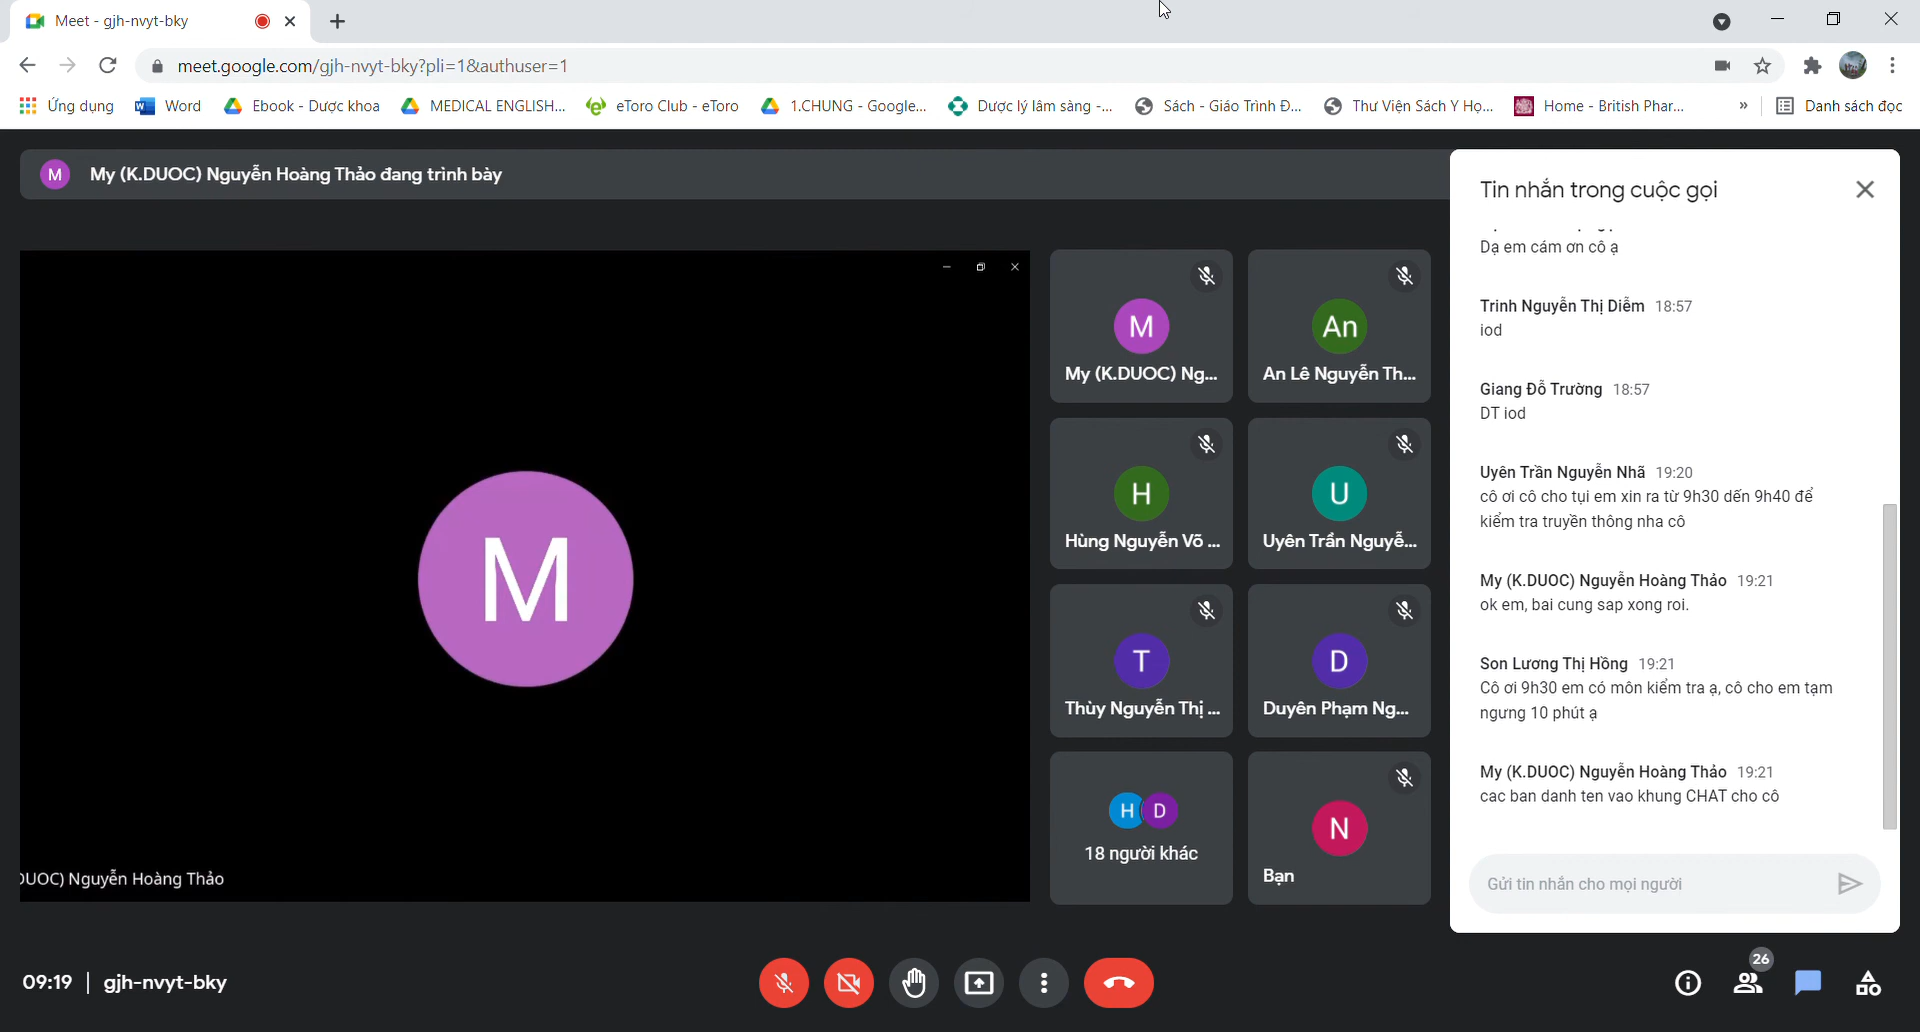 Meet - gjh-nvyt-bky
meet.google.com/gjh-nvyt-bky?pli=1&authuser=1
Ứng dụng
Word
Ebook - Dược khoa
MEDICAL ENGLISH...
eToro Club - eToro
1.CHUNG - Google...
Dược lý lâm sàng -...
Sách - Giáo Trình Đ...
Thư Viện Sách Y Họ...
Home - British Phar...
»
Danh sách đọc
M
My (K.DUOC) Nguyễn Hoàng Thảo đang trình bày
M
DUOC) Nguyễn Hoàng Thảo
M
My (K.DUOC) Ng...
An
An Lê Nguyễn Th...
H
Hùng Nguyễn Võ ...
U
Uyên Trần Nguyễ...
T
Thùy Nguyễn Thị ...
D
Duyên Phạm Ng...
H D
18 người khác
N
Bạn
Tin nhắn trong cuộc gọi
Dạ em cám ơn cô ạ
Trinh Nguyễn Thị Diễm 18:57
iod
Giang Đỗ Trường 18:57
DT iod
Uyên Trần Nguyễn Nhã 19:20
cô ơi cô cho tụi em xin ra từ 9h30 dến 9h40 để
kiểm tra truyền thông nha cô
My (K.DUOC) Nguyễn Hoàng Thảo 19:21
ok em, bai cung sap xong roi.
Son Lương Thị Hồng 19:21
Cô ơi 9h30 em có môn kiểm tra ạ, cô cho em tạm
ngưng 10 phút ạ
My (K.DUOC) Nguyễn Hoàng Thảo 19:21
cac ban danh ten vao khung CHAT cho cô
Gửi tin nhắn cho mọi người
09:19 | gjh-nvyt-bky
26